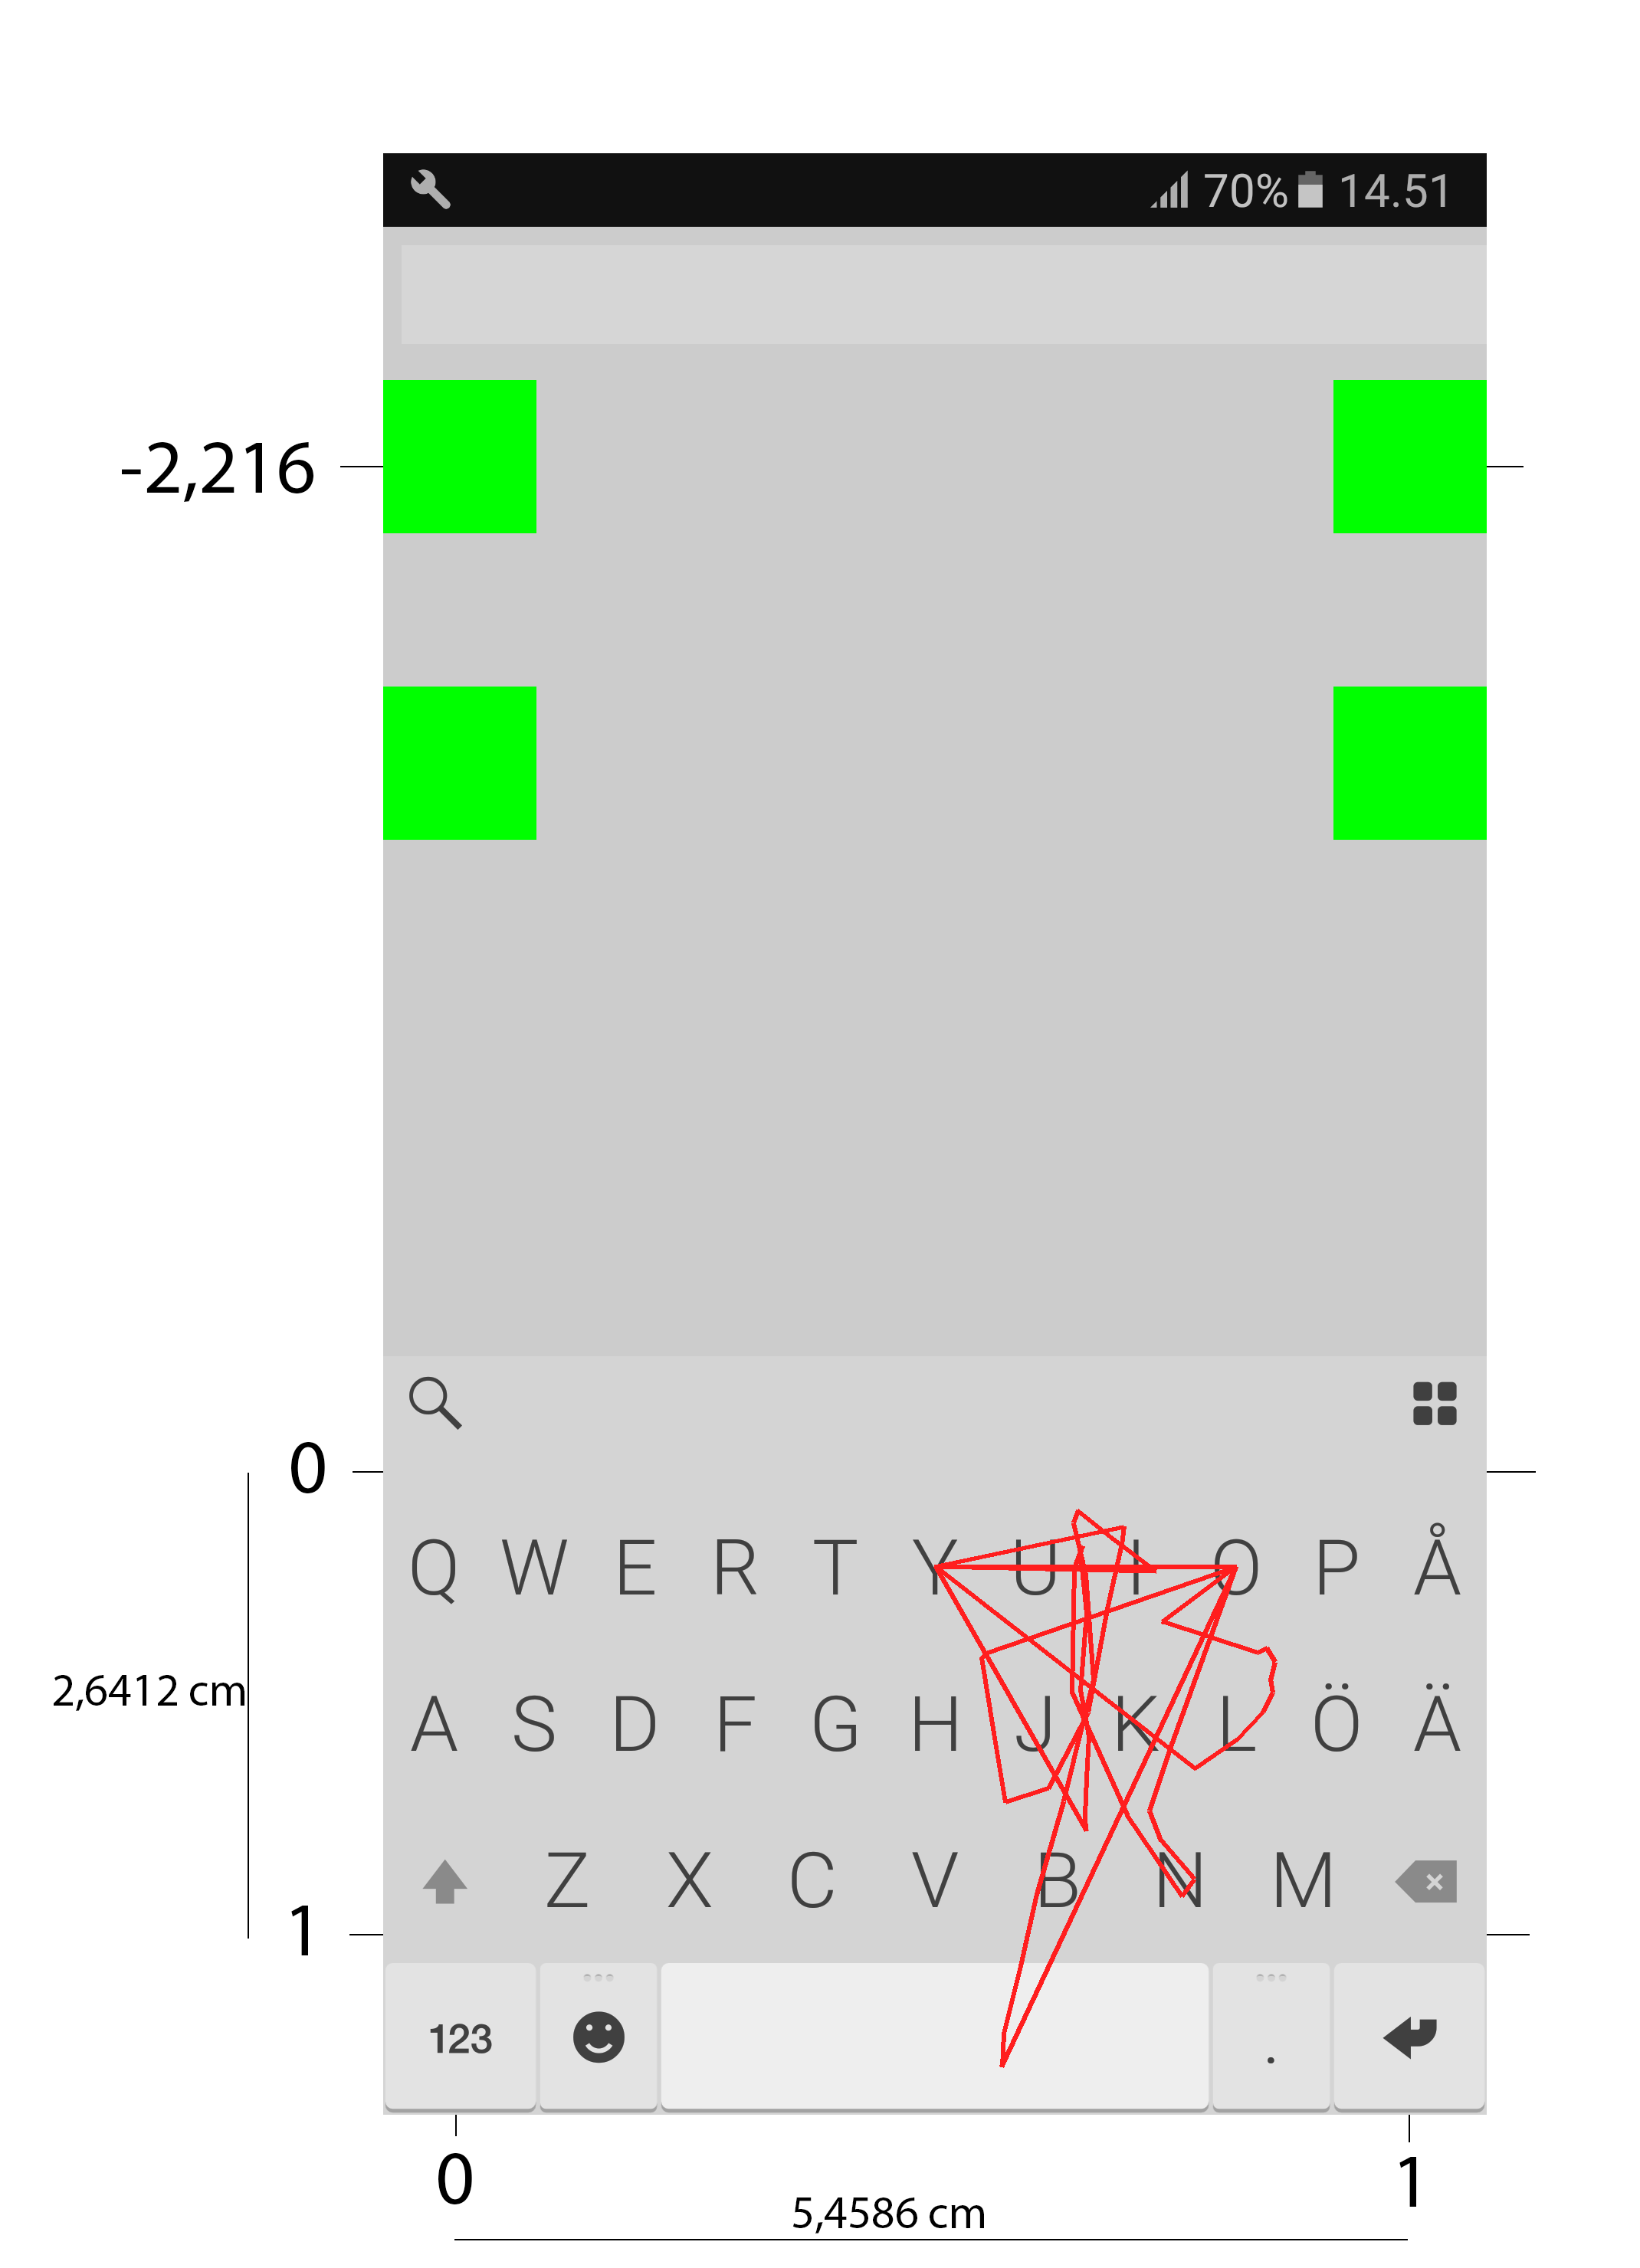 70% 14.51
-2,216
0
Q W E R T Y U I O P Å
2,6412 cm
A S D F G H J K L Ö Ä
Z X C V B N M
1
123 .
0 1
5,4586 cm